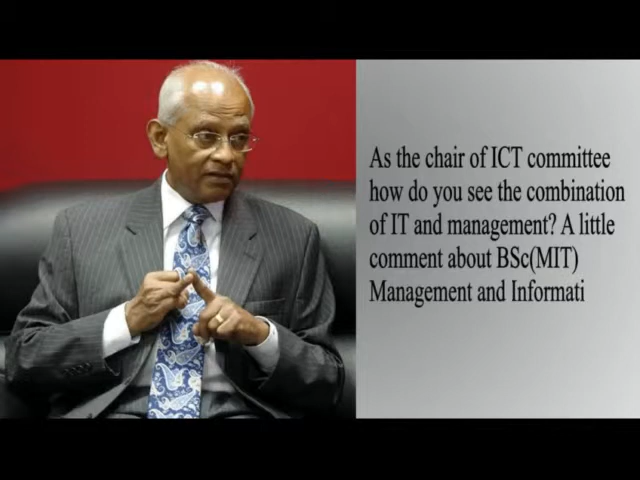 As the chair of ICT committee
how do you see the combination
of IT and management? A little
comment about BSc(MIT)
Management and Informati